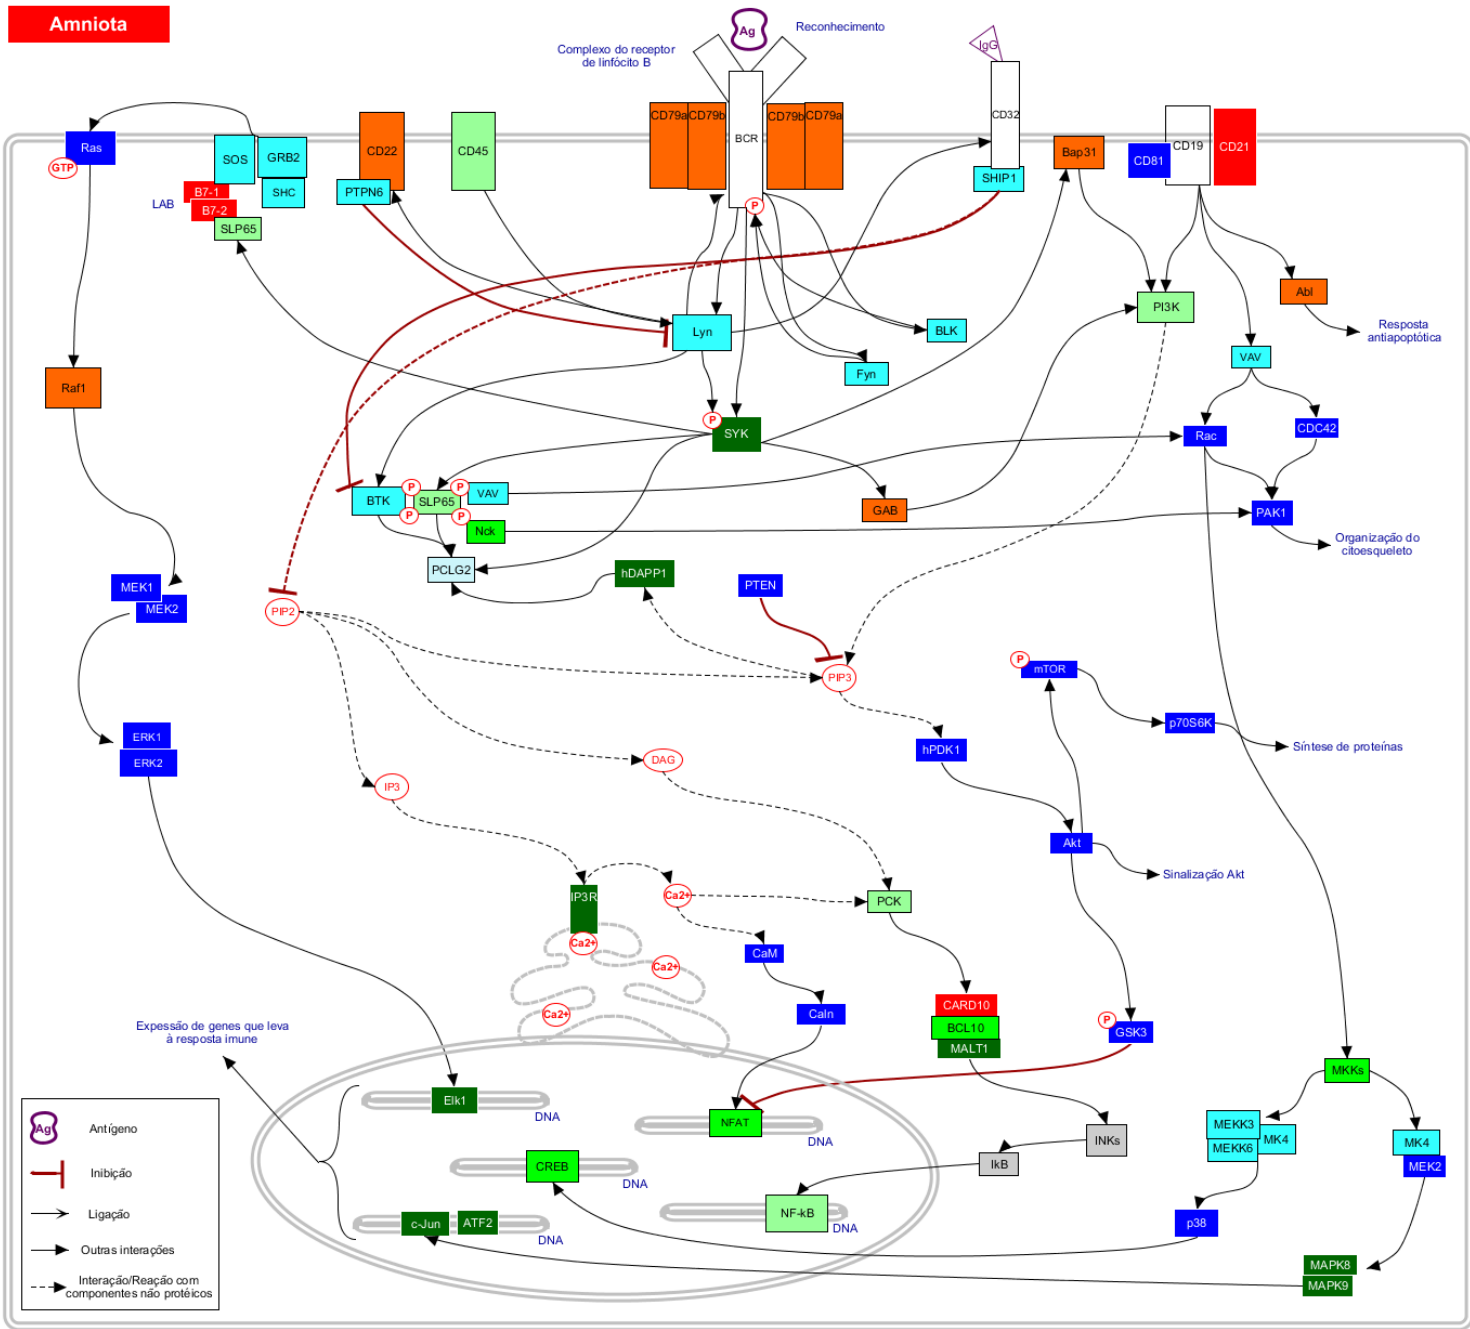 Amniota
Ag
Reconhecimento
Complexo do receptor
de linfócito B
IgG
CD79a
CD79b
BCR
CD79b
CD79a
CD32
CD22
CD45
Ras
GTP
SOS
GRB2
SHC
PTPN6
B7-1
B7-2
LAB
SLP65
P
SHIP1
Bap31
CD81
CD19
CD21
Lyn
BLK
Fyn
PI3K
Abl
Resposta
antiapoptótica
VAV
Raf1
P
SYK
Rac
CDC42
BTK
P
SLP65
P
VAV
P
P
Nck
GAB
PAK1
Organização do
citoesqueleto
PCLG2
hDAPP1
PTEN
MEK1
MEK2
PIP2
PIP3
P
mTOR
p70S6K
Síntese de proteínas
ERK1
ERK2
hPDK1
DAG
IP3
Akt
Sinalização Akt
IP3R
Ca2+
PCK
Ca2+
CaM
Ca2+
Ca2+
Caln
CARD10
BCL10
MALT1
P
GSK3
Expessão de genes que leva
à resposta imune
MKKs
Elk1
DNA
NFAT
DNA
INKs
IkB
MEKK3
MEKK6
MK4
MK4
MEK2
CREB
DNA
NF-kB
DNA
p38
c-Jun
ATF2
DNA
MAPK8
MAPK9
Ag
Antígeno
Inibição
Ligação
Outras interações
Interação/Reação com
componentes não protéicos